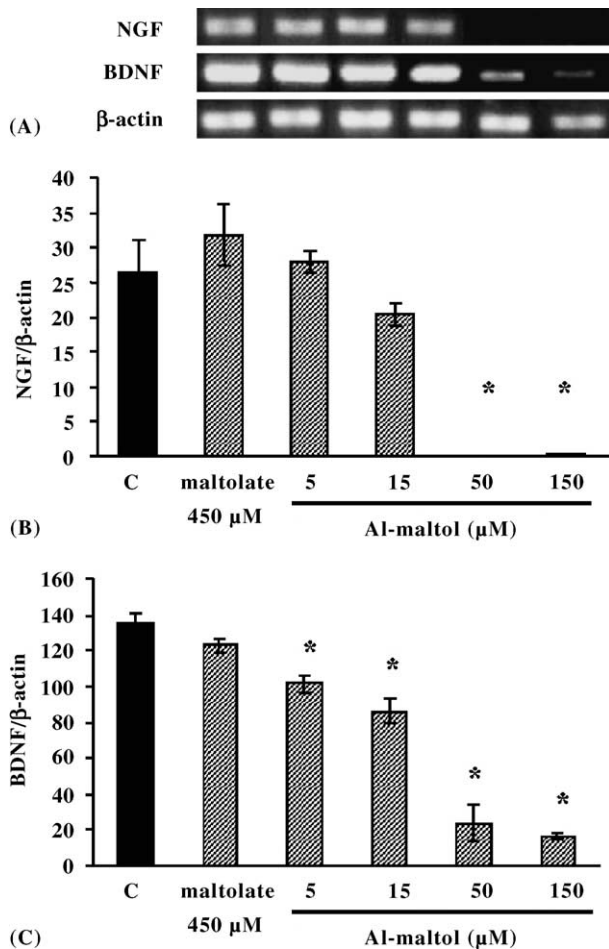 NGF
BDNF
β-actin
(A)
40
35
30
25
20
15
10
5
0
NGF/β-actin
* *
C maltolate 5 15 50 150
450 μM
Al-maltol (μM)
(B)
160
140
120
100
80
60
40
20
0
BDNF/β-actin
* * * *
C maltolate 5 15 50 150
450 μM
Al-maltol (μM)
(C)